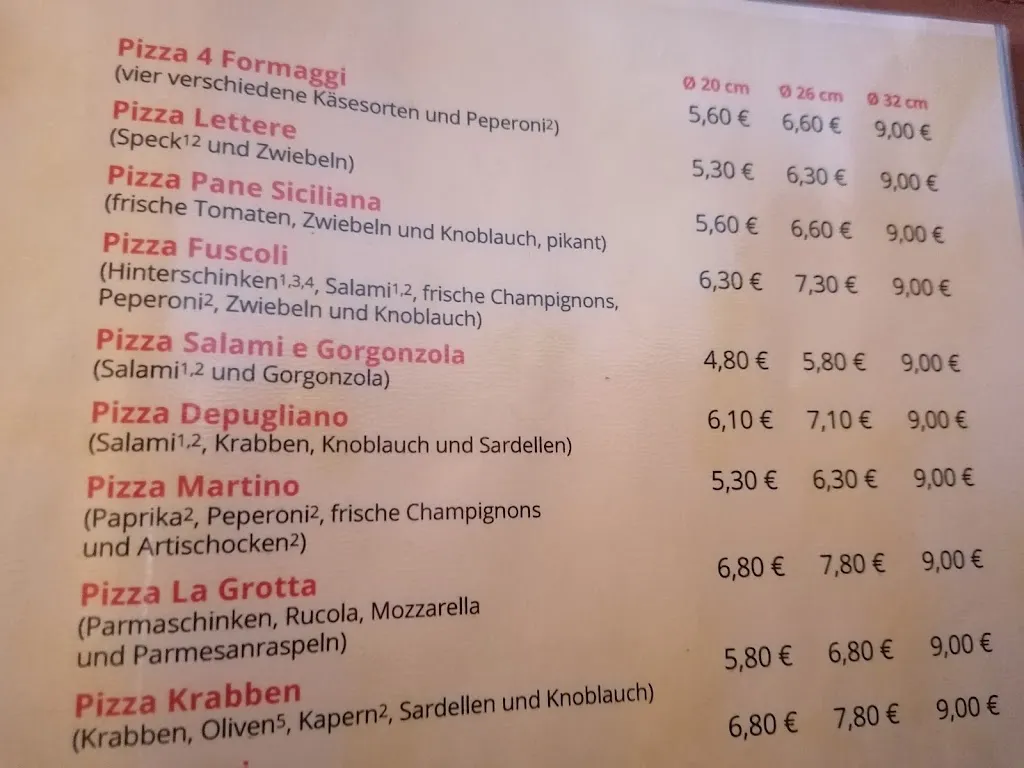 Ø 20 cm Ø 26 cm Ø 32 cm
Pizza 4 Formaggi 5,60 € 6,60 € 9,00 €
(vier verschiedene Käsesorten und Peperoni²)
Pizza Lettere 5,30 € 6,30 € 9,00 €
(Speck¹² und Zwiebeln)
Pizza Pane Siciliana 5,60 € 6,60 € 9,00 €
(frische Tomaten, Zwiebeln und Knoblauch, pikant)
Pizza Fuscoli 6,30 € 7,30 € 9,00 €
(Hinterschinken¹,³,⁴, Salami¹,², frische Champignons,
Peperoni², Zwiebeln und Knoblauch)
Pizza Salami e Gorgonzola 4,80 € 5,80 € 9,00 €
(Salami¹,² und Gorgonzola)
Pizza Depugliano 6,10 € 7,10 € 9,00 €
(Salami¹,², Krabben, Knoblauch und Sardellen)
Pizza Martino 5,30 € 6,30 € 9,00 €
(Paprika², Peperoni², frische Champignons
und Artischocken²)
Pizza La Grotta 6,80 € 7,80 € 9,00 €
(Parmaschinken, Rucola, Mozzarella
und Parmesanraspeln)
Pizza Krabben 5,80 € 6,80 € 9,00 €
(Krabben, Oliven⁵, Kapern², Sardellen und Knoblauch)
6,80 € 7,80 € 9,00 €